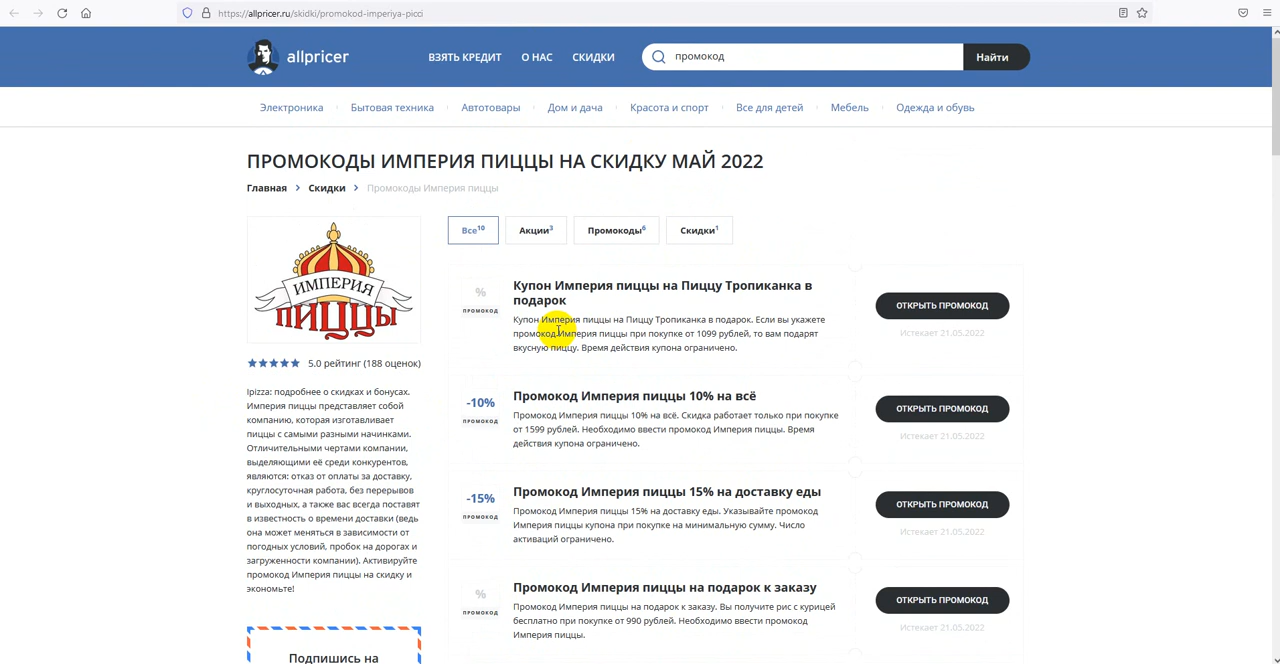 https://allpricer.ru/skidki/promokod-imperiya-picci
allpricer
ВЗЯТЬ КРЕДИТ
О НАС
СКИДКИ
промокод
Найти
Электроника
Бытовая техника
Автотовары
Дом и дача
Красота и спорт
Все для детей
Мебель
Одежда и обувь
ПРОМОКОДЫ ИМПЕРИЯ ПИЦЦЫ НА СКИДКУ МАЙ 2022
Главная > Скидки > Промокоды Империя пиццы
ИМПЕРИЯ
ПИЦЦЫ
5.0 рейтинг (188 оценок)
Ipizza: подробнее о скидках и бонусах.
Империя пиццы представляет собой
компанию, которая изготавливает
пиццы с самыми разными начинками.
Отличительными чертами компании,
выделяющими её среди конкурентов,
являются: отказ от оплаты за доставку,
круглосуточная работа, без перерывов
и выходных, а также вас всегда поставят
в известность о времени доставки (ведь
она может меняться в зависимости от
погодных условий, пробок на дорогах и
загруженности компании). Активируйте
промокод Империя пиццы на скидку и
экономьте!
Подпишись на
Все10
Акции3
Промокоды6
Скидки1
%
ПРОМОКОД
Купон Империя пиццы на Пиццу Тропиканка в
подарок
Купон Империя пиццы на Пиццу Тропиканка в подарок. Если вы укажете
промокод Империя пиццы при покупке от 1099 рублей, то вам подарят
вкусную пиццу. Время действия купона ограничено.
ОТКРЫТЬ ПРОМОКОД
Истекает 21.05.2022
-10%
ПРОМОКОД
Промокод Империя пиццы 10% на всё
Промокод Империя пиццы 10% на всё. Скидка работает только при покупке
от 1599 рублей. Необходимо ввести промокод Империя пиццы. Время
действия купона ограничено.
ОТКРЫТЬ ПРОМОКОД
Истекает 21.05.2022
-15%
ПРОМОКОД
Промокод Империя пиццы 15% на доставку еды
Промокод Империя пиццы 15% на доставку еды. Указывайте промокод
Империя пиццы купона при покупке на минимальную сумму. Число
активаций ограничено.
ОТКРЫТЬ ПРОМОКОД
Истекает 21.05.2022
%
ПРОМОКОД
Промокод Империя пиццы на подарок к заказу
Промокод Империя пиццы на подарок к заказу. Вы получите рис с курицей
бесплатно при покупке от 990 рублей. Необходимо ввести промокод
Империя пиццы.
ОТКРЫТЬ ПРОМОКОД
Истекает 21.05.2022